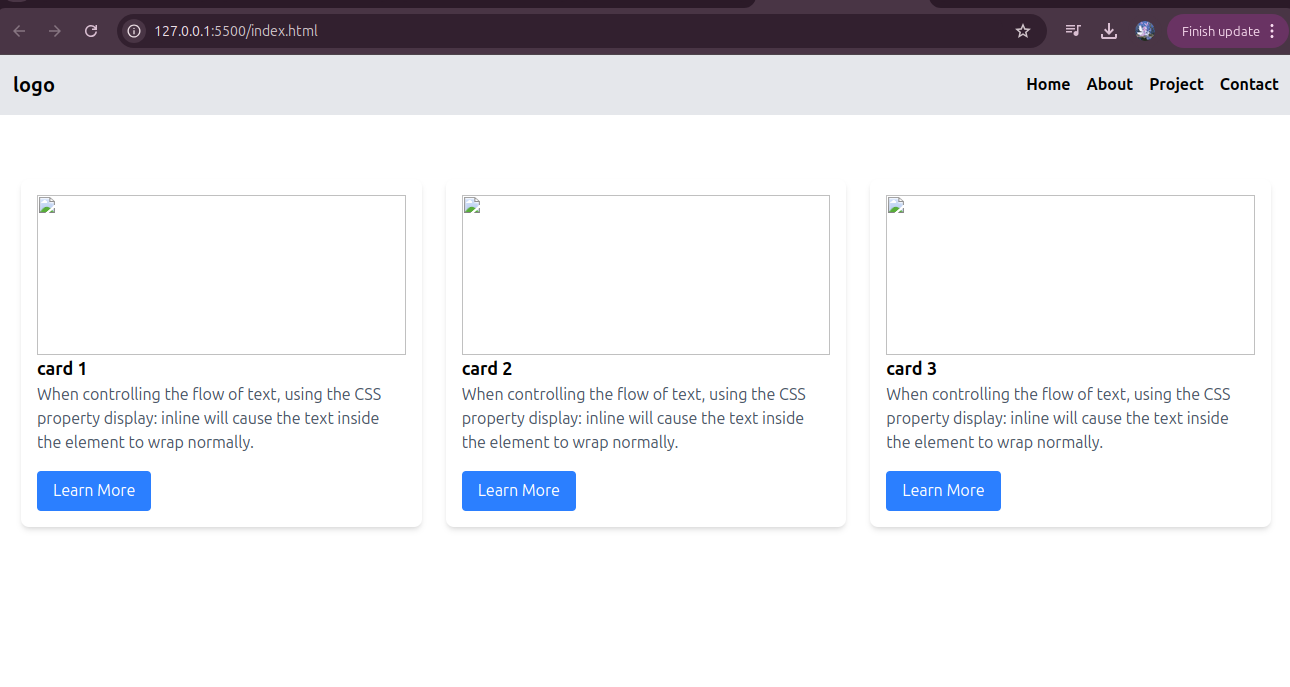 127.0.0.1:5500/index.html
Finish update
logo
Home About Project Contact
card 1
When controlling the flow of text, using the CSS
property display: inline will cause the text inside
the element to wrap normally.
Learn More
card 2
When controlling the flow of text, using the CSS
property display: inline will cause the text inside
the element to wrap normally.
Learn More
card 3
When controlling the flow of text, using the CSS
property display: inline will cause the text inside
the element to wrap normally.
Learn More